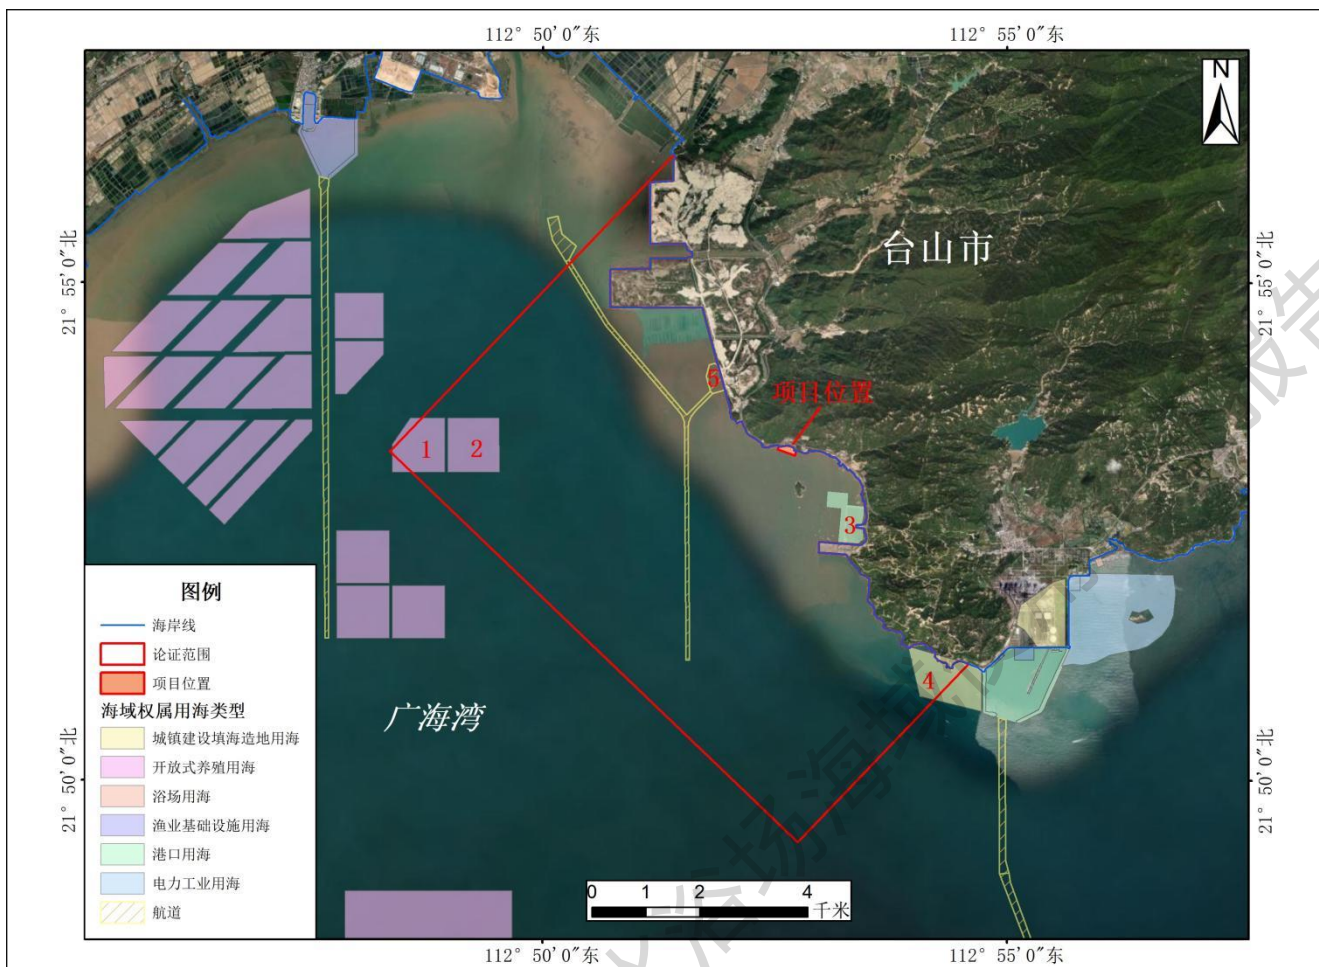 112° 50′0″东
112° 55′0″东
N
台山市
21° 55′0″北
21° 55′0″北
5
项目位置
1
2
3
图例
海岸线
论证范围
项目位置
海域权属用海类型
城镇建设填海造地用海
开放式养殖用海
浴场用海
渔业基础设施用海
港口用海
电力工业用海
航道
4
广海湾
21° 50′0″北
21° 50′0″北
0 1 2 4
千米
112° 50′0″东
112° 55′0″东
浴场海域
报告